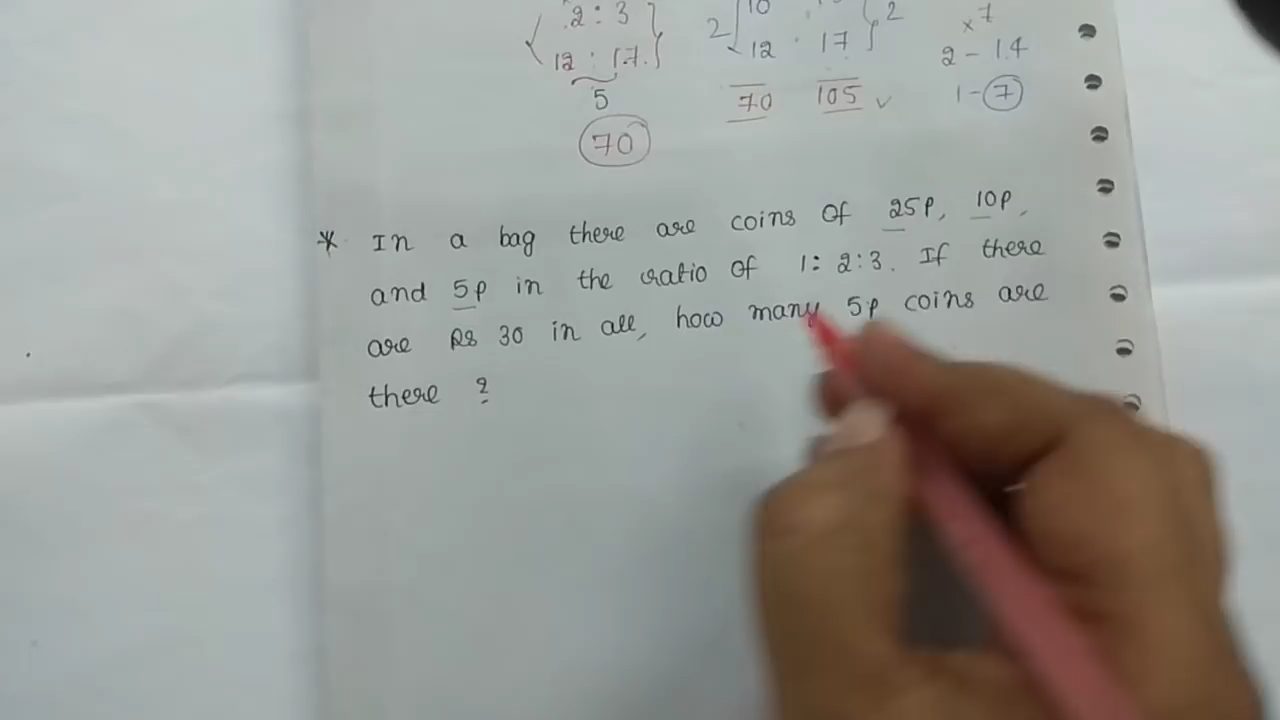 2 : 3
12 : 17
5
70
2 10 2
12 : 17
70 105 ✓
x 7
2 - 14
1 - 7
* In a bag there are coins of 25p, 10p,
and 5p in the ratio of 1: 2:3. If there
are Rs 30 in all, how many 5p coins are
there ?